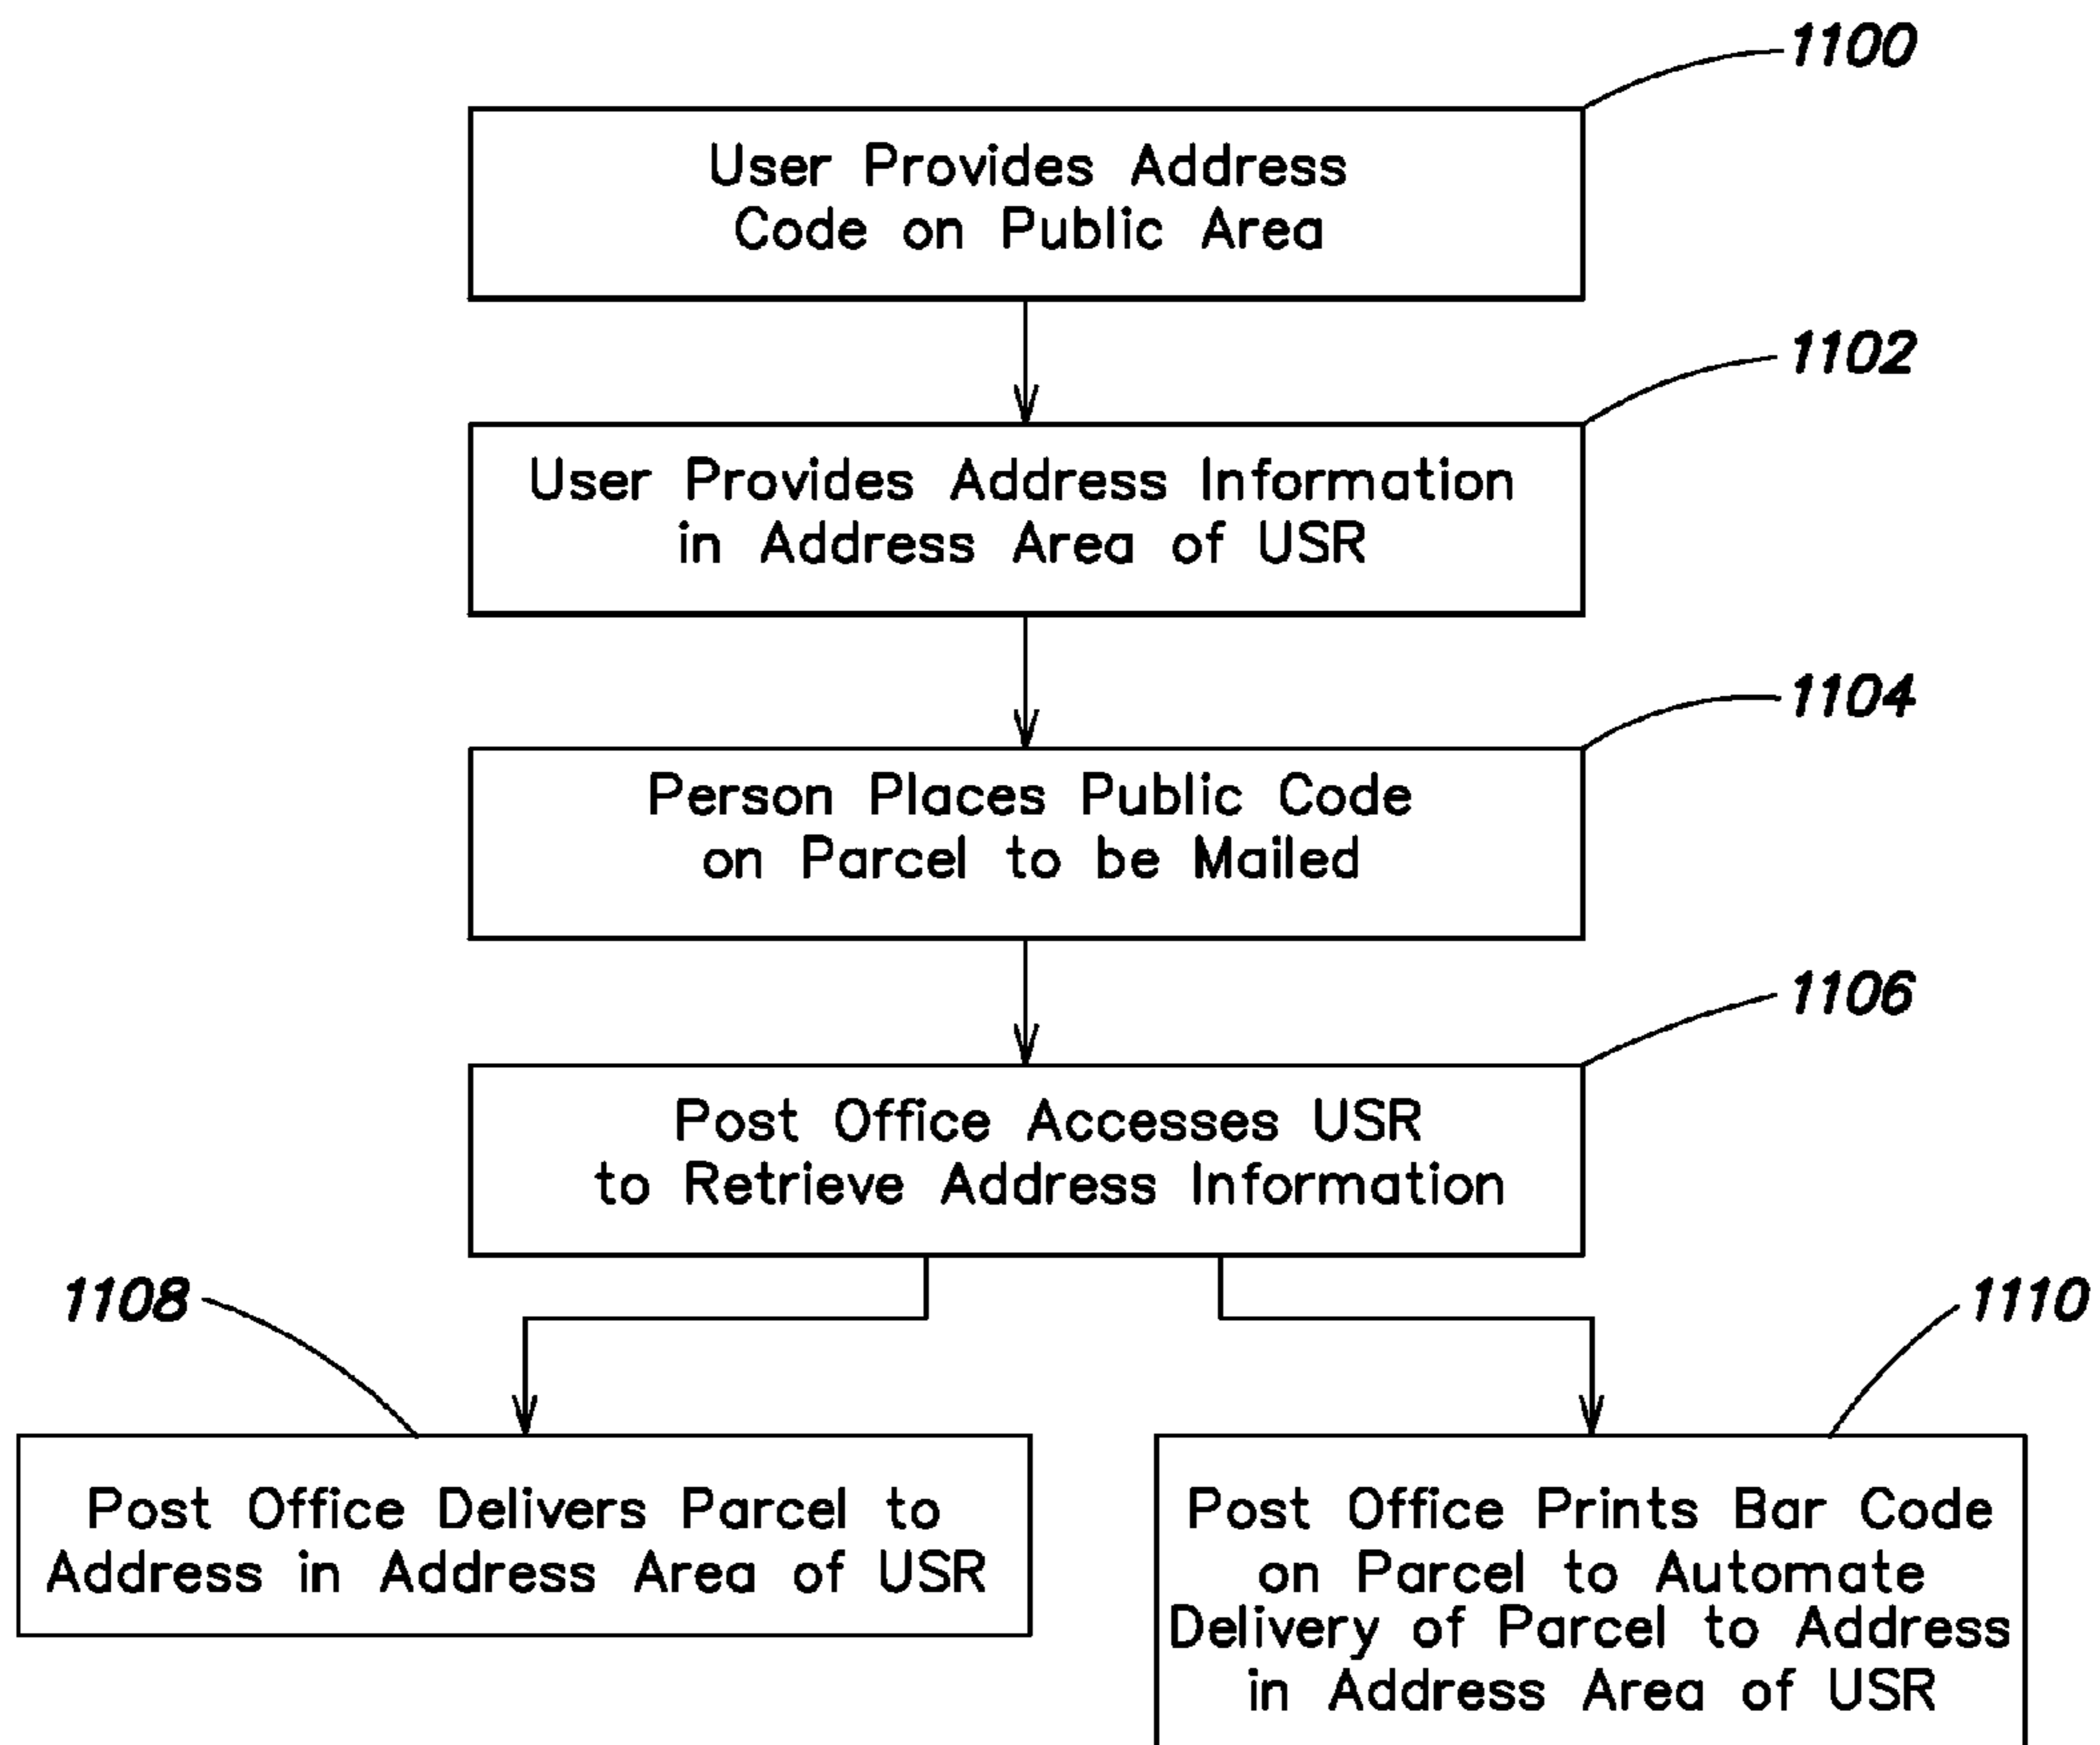 1100
User Provides Address
Code on Public Area
1102
User Provides Address Information
in Address Area of USR
1104
Person Places Public Code
on Parcel to be Mailed
1106
Post Office Accesses USR
to Retrieve Address Information
1108
Post Office Delivers Parcel to
Address in Address Area of USR
1110
Post Office Prints Bar Code
on Parcel to Automate
Delivery of Parcel to Address
in Address Area of USR